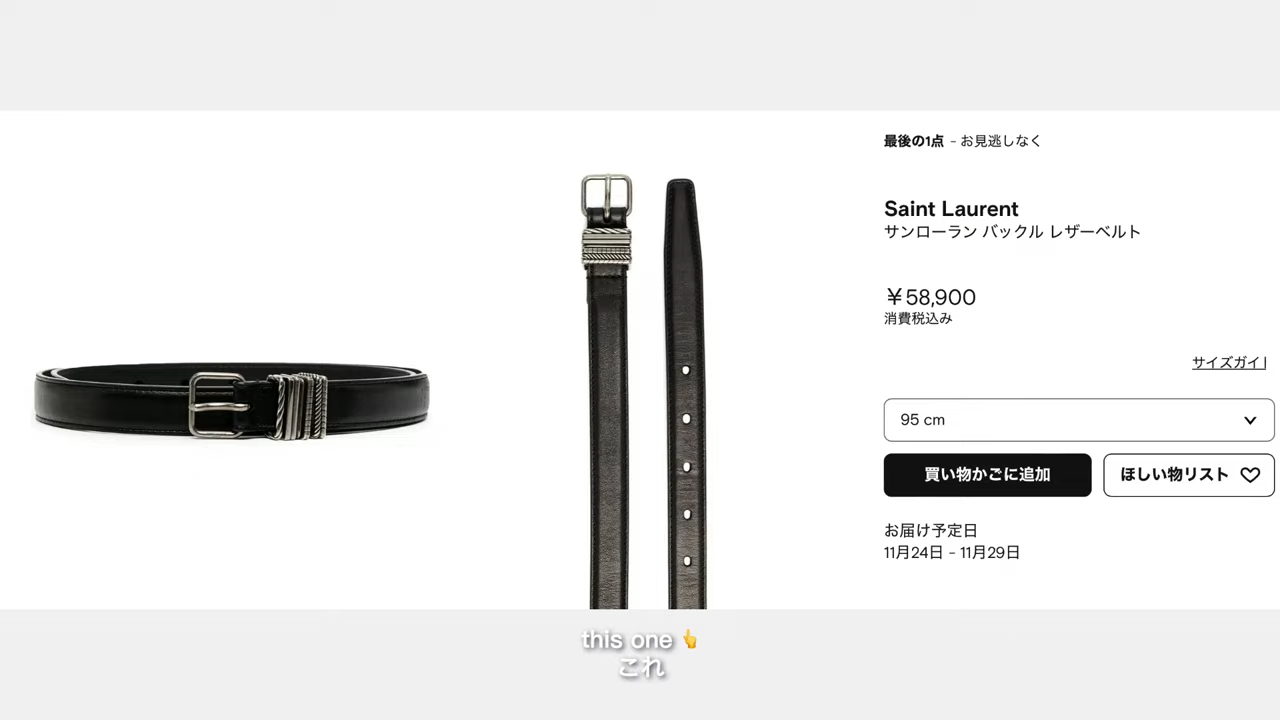 最後の1点 - お見逃しなく
Saint Laurent
サンローラン バックル レザーベルト
￥58,900
消費税込み
サイズガイド
95 cm
買い物かごに追加
ほしい物リスト
お届け予定日
11月24日 - 11月29日
this one 👆
これ